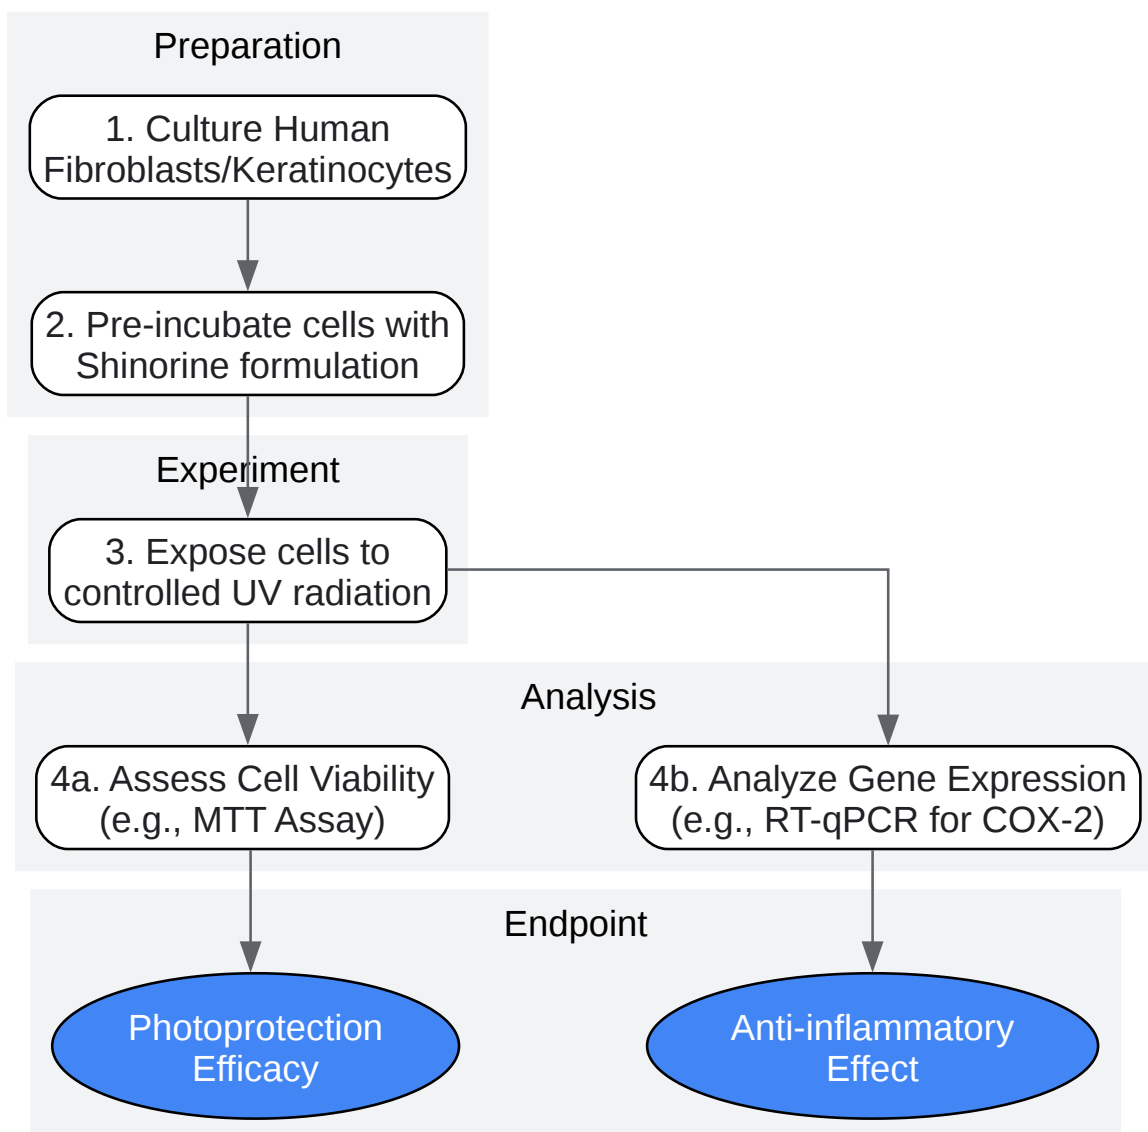 Preparation
1. Culture Human
Fibroblasts/Keratinocytes
2. Pre-incubate cells with
Shinorine formulation
Experiment
3. Expose cells to
controlled UV radiation
Analysis
4a. Assess Cell Viability
(e.g., MTT Assay)
4b. Analyze Gene Expression
(e.g., RT-qPCR for COX-2)
Endpoint
Photoprotection
Efficacy
Anti-inflammatory
Effect